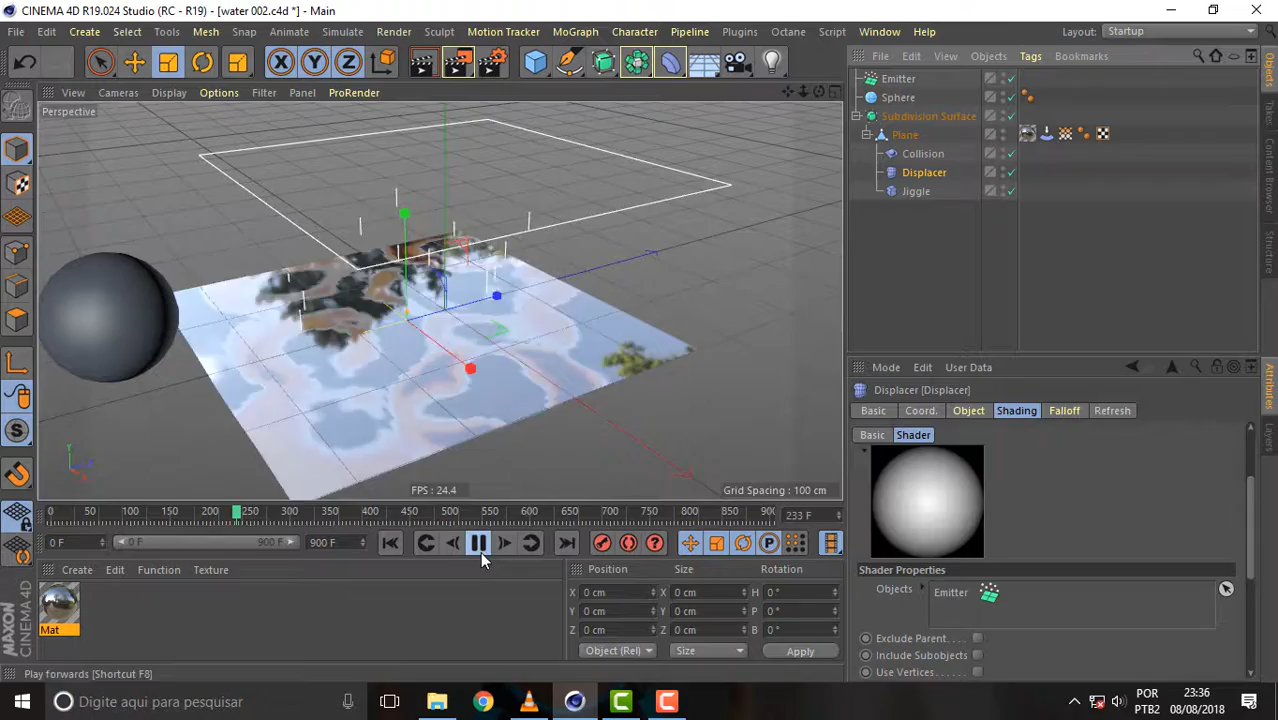 CINEMA 4D R19.024 Studio (RC - R19) - [water 002.c4d *] - Main
File Edit Create Select Tools Mesh Snap Animate Simulate Render Sculpt Motion Tracker MoGraph Character Pipeline Plugins Octane Script Window Help Layout: Startup
X Y Z
File Edit View Objects Tags Bookmarks
View Cameras Display Options Filter Panel ProRender
Perspective
Emitter
Sphere
Subdivision Surface
Plane
Collision
Displacer
Jiggle
Objects
Takes
Content Browser
Structure
Mode Edit User Data
Displacer [Displacer]
Basic Coord. Object Shading Falloff Refresh
Basic Shader
Attributes
Layers
S
Y
FPS : 24.4
Grid Spacing : 100 cm
0 50 100 150 200 250 300 350 400 450 500 550 600 650 700 750 800 850 900
233 F
0 F 0 F 900 F 900 F
P
Create Edit Function Texture
Mat
Position Size Rotation
X 0 cm X 0 cm H 0 °
Y 0 cm Y 0 cm P 0 °
Z 0 cm Z 0 cm B 0 °
Object (Rel) Size Apply
Shader Properties
Objects Emitter
Exclude Parent. . . .
Include Subobjects
Use Vertices. . . . . .
MAXON CINEMA 4D
Play forwards [Shortcut F8]
Digite aqui para pesquisar
POR
PTB2
23:36
08/08/2018